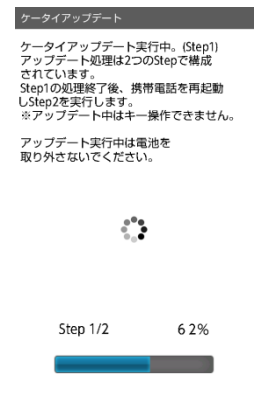 ケータイアップデート
ケータイアップデート実行中。(Step1)
アップデート処理は2つのStepで構成
されています。
Step1の処理終了後、携帯電話を再起動
しStep2を実行します。
※アップデート中はキー操作できません。
アップデート実行中は電池を
取り外さないでください。
Step 1/2 62%